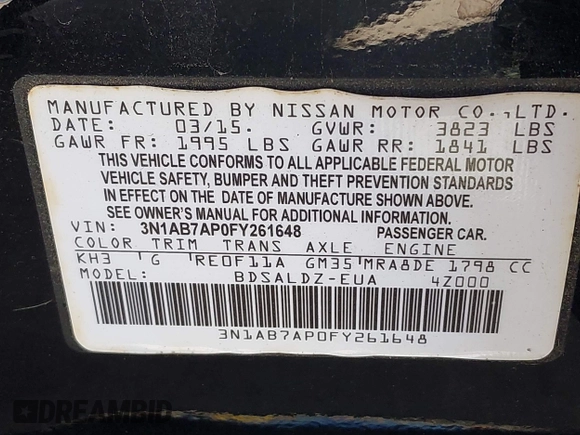 MANUFACTURED BY NISSAN MOTOR CO.,LTD.
DATE: 03/15. GVWR: 3823 LBS
GAWR FR: 1995 LBS GAWR RR: 1841 LBS
THIS VEHICLE CONFORMS TO ALL APPLICABLE FEDERAL MOTOR
VEHICLE SAFETY, BUMPER AND THEFT PREVENTION STANDARDS
IN EFFECT ON THE DATE OF MANUFACTURE SHOWN ABOVE.
SEE OWNER'S MANUAL FOR ADDITIONAL INFORMATION.
VIN: 3N1AB7AP0FY261648 PASSENGER CAR.
COLOR TRIM TRANS AXLE ENGINE
KH3 G RE0F11A GM35 MRA8DE 1798 CC
MODEL: BDSALDZ-EUA 4Z000
3N1AB7AP0FY261648
DREAMBID